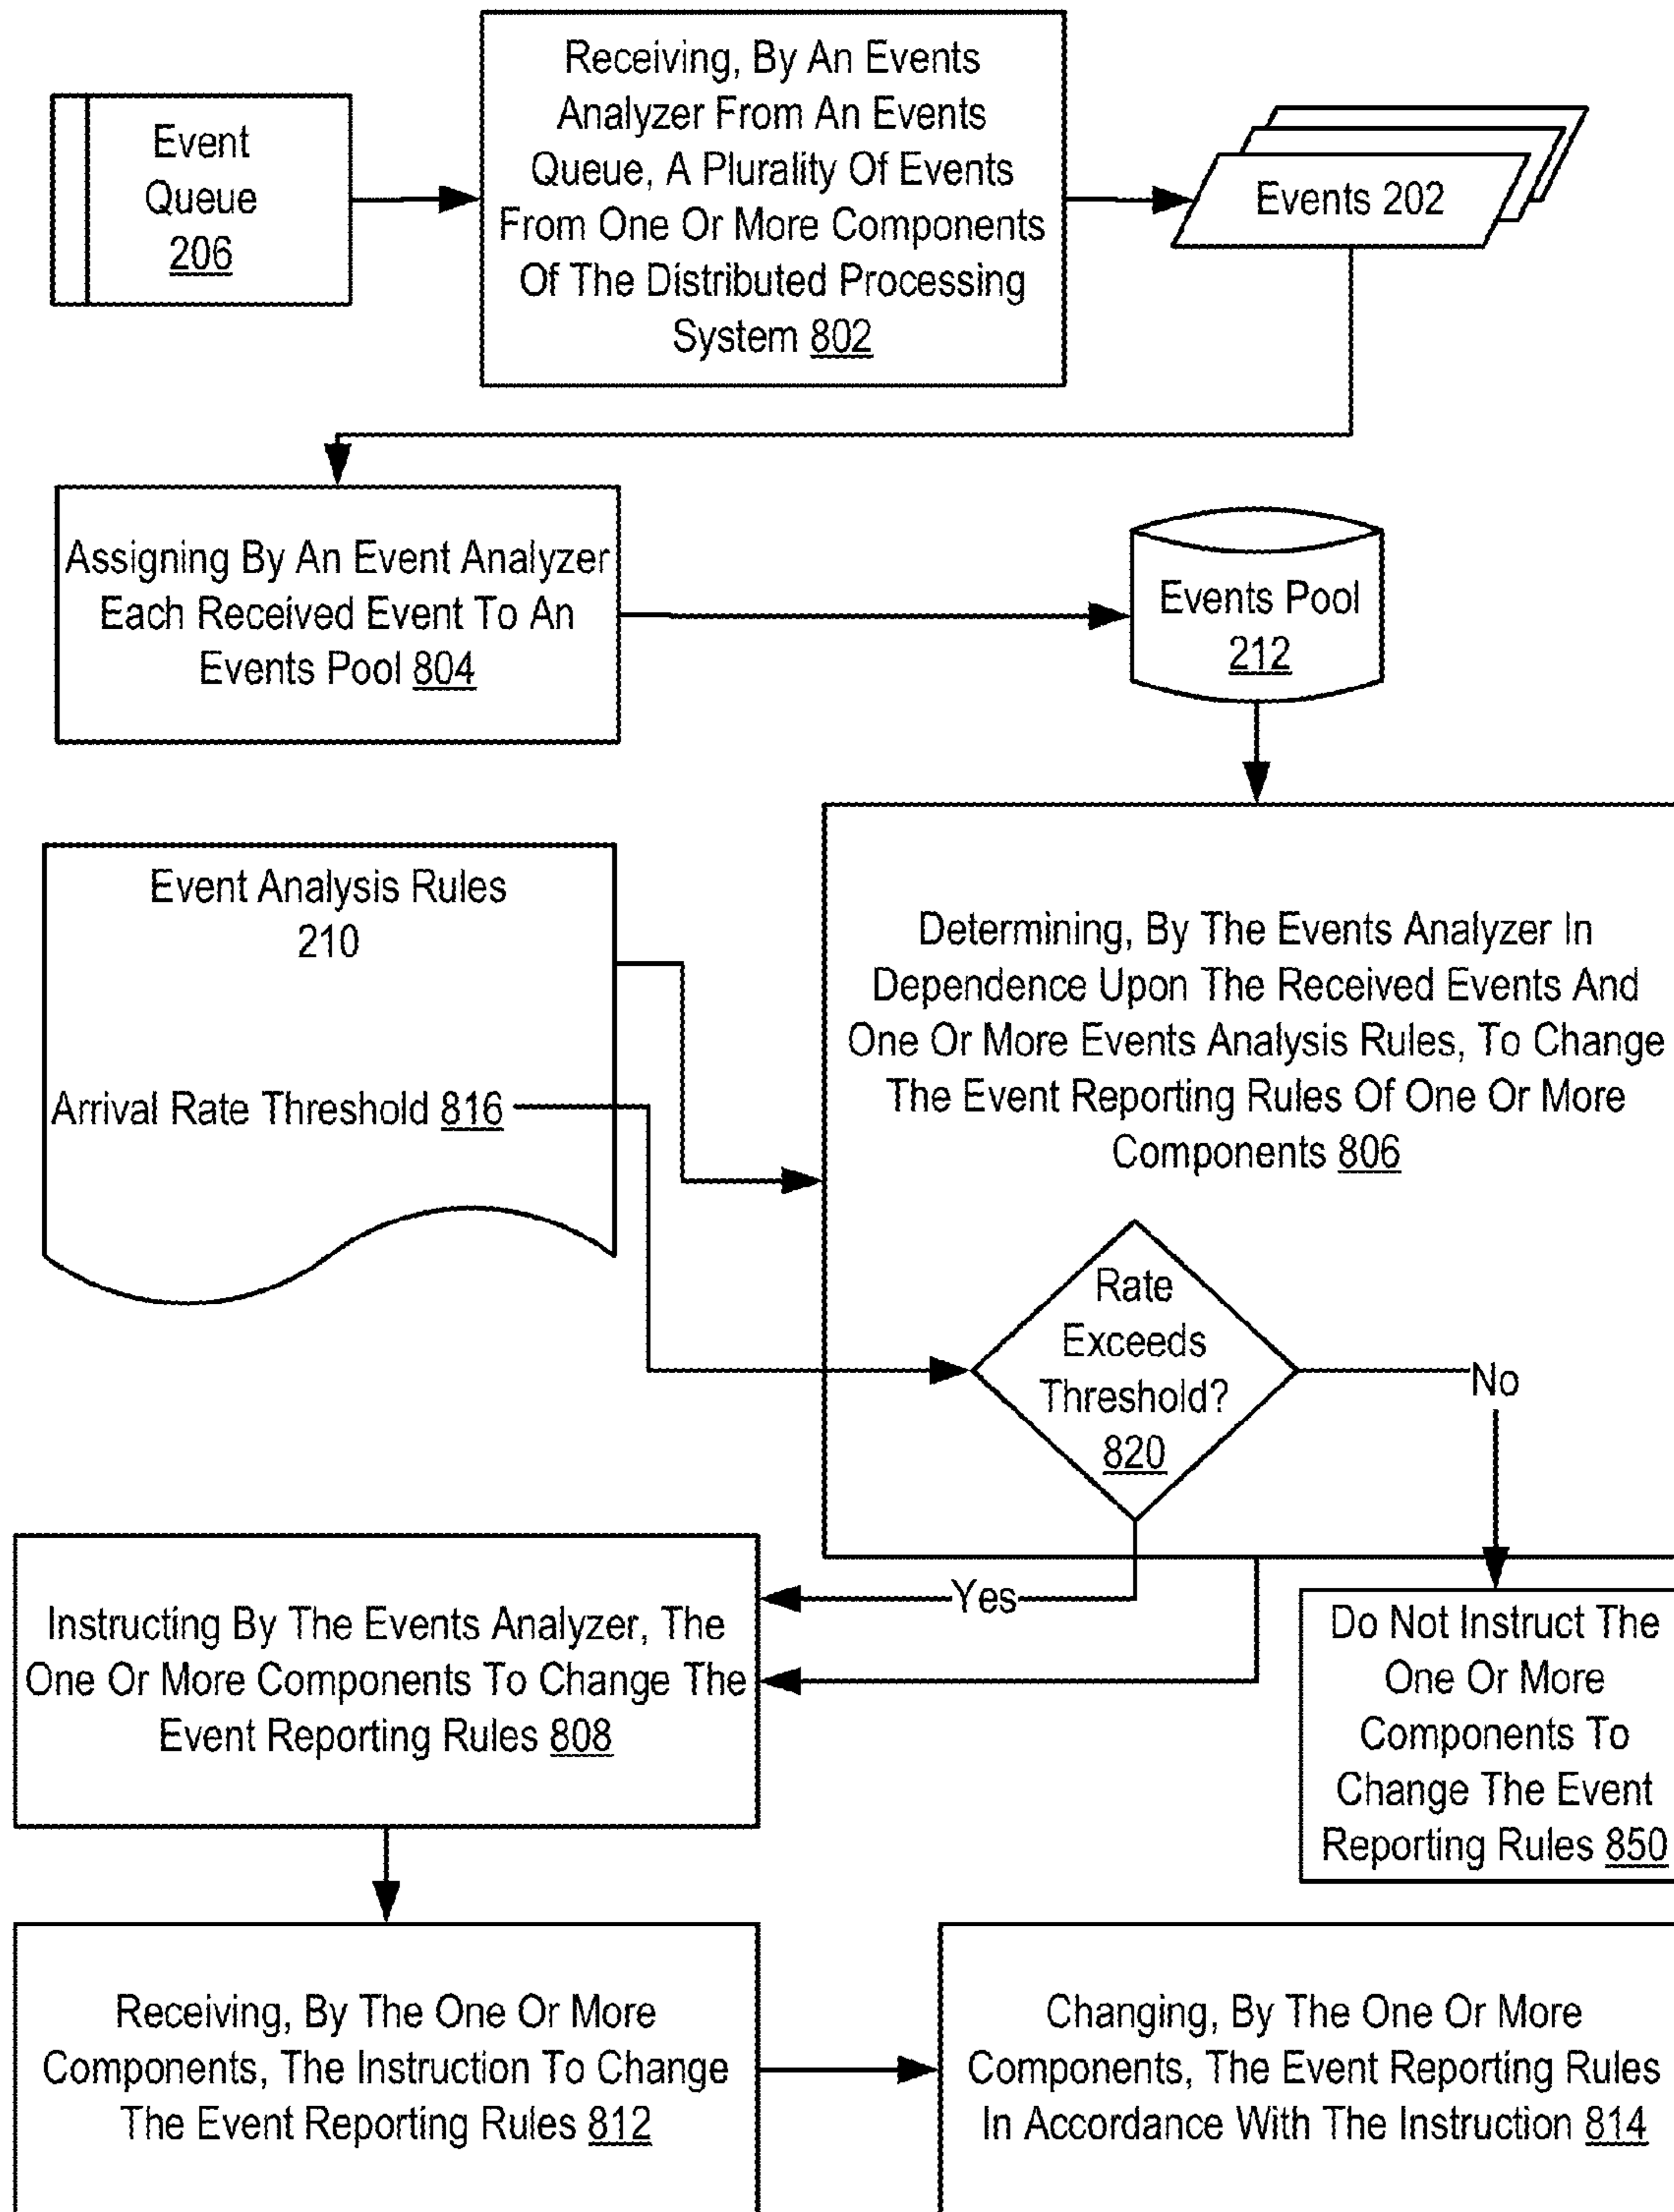 Event
Queue
206
Receiving, By An Events
Analyzer From An Events
Queue, A Plurality Of Events
From One Or More Components
Of The Distributed Processing
System 802
Events 202
Assigning By An Event Analyzer
Each Received Event To An
Events Pool 804
Events Pool
212
Event Analysis Rules
210
Arrival Rate Threshold 816
Determining, By The Events Analyzer In
Dependence Upon The Received Events And
One Or More Events Analysis Rules, To Change
The Event Reporting Rules Of One Or More
Components 806
Rate
Exceeds
Threshold?
820
No
Yes
Instructing By The Events Analyzer, The
One Or More Components To Change The
Event Reporting Rules 808
Do Not Instruct The
One Or More
Components To
Change The Event
Reporting Rules 850
Receiving, By The One Or More
Components, The Instruction To Change
The Event Reporting Rules 812
Changing, By The One Or More
Components, The Event Reporting Rules
In Accordance With The Instruction 814